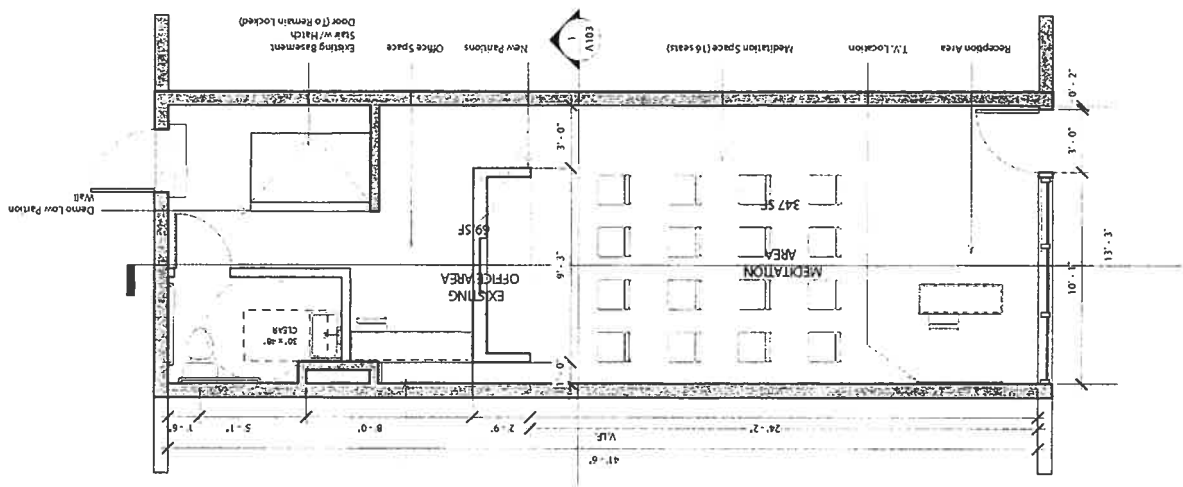 41' - 6"
V.I.F.
24' - 2"
2' - 9"
8' - 0"
5' - 1"
1' - 6"
1' - 0"
30" x 48"
CLEAR
10' - 1"
13' - 3"
MEDITATION
AREA
347 SF
9' - 3"
EXISTING
OFFICE AREA
69 SF
Demo Low Partion
Wall
3' - 0"
3' - 0"
0' - 2"
Reception Area
T.V. Location
Meditation Space (16 seats)
1
A103
New Partions
Office Space
Existing Basement
Stair w/ Hatch
Door (To Remain Locked)